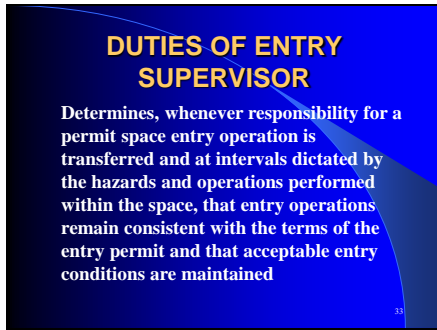 DUTIES OF ENTRY
SUPERVISOR
Determines, whenever responsibility for a
permit space entry operation is
transferred and at intervals dictated by
the hazards and operations performed
within the space, that entry operations
remain consistent with the terms of the
entry permit and that acceptable entry
conditions are maintained
33